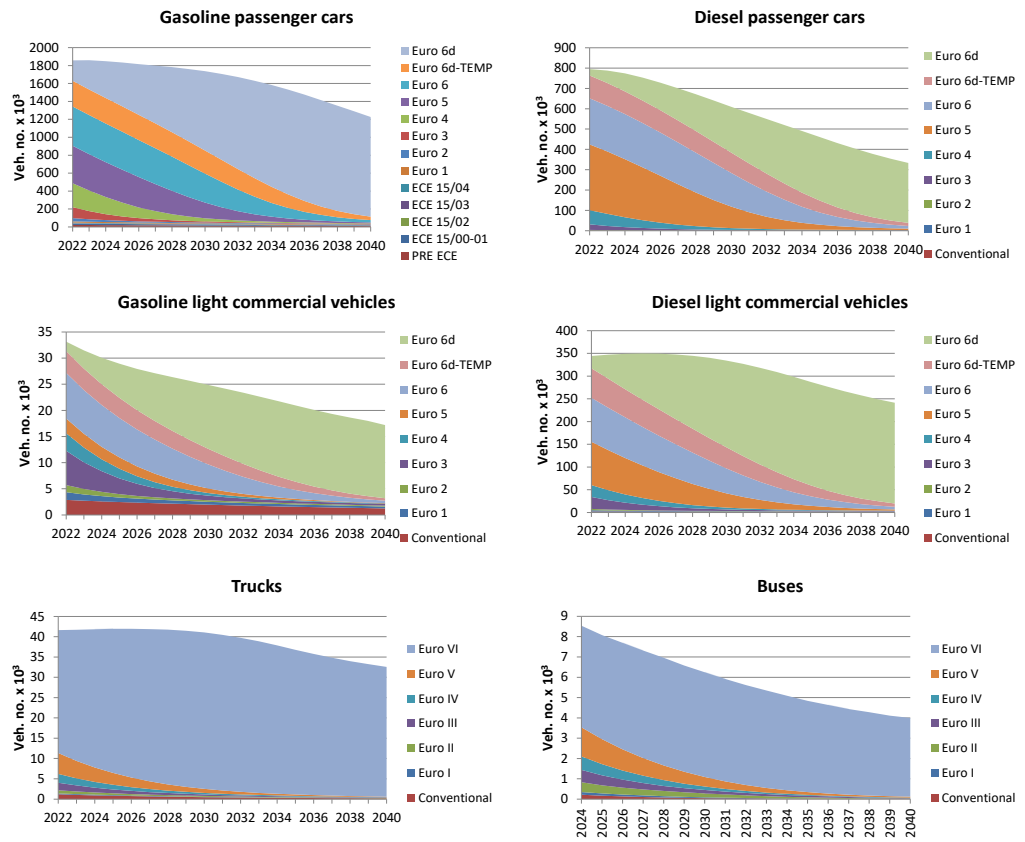 Gasoline passenger cars
Veh. no. x 10³
2000
1800
1600
1400
1200
1000
800
600
400
200
0
2022 2024 2026 2028 2030 2032 2034 2036 2038 2040
Euro 6d
Euro 6d-TEMP
Euro 6
Euro 5
Euro 4
Euro 3
Euro 2
Euro 1
ECE 15/04
ECE 15/03
ECE 15/02
ECE 15/00-01
PRE ECE
Diesel passenger cars
Veh. no. x 10³
900
800
700
600
500
400
300
200
100
0
2022 2024 2026 2028 2030 2032 2034 2036 2038 2040
Euro 6d
Euro 6d-TEMP
Euro 6
Euro 5
Euro 4
Euro 3
Euro 2
Euro 1
Conventional
Gasoline light commercial vehicles
Veh. no. x 10³
35
30
25
20
15
10
5
0
2022 2024 2026 2028 2030 2032 2034 2036 2038 2040
Euro 6d
Euro 6d-TEMP
Euro 6
Euro 5
Euro 4
Euro 3
Euro 2
Euro 1
Conventional
Diesel light commercial vehicles
Veh. no. x 10³
400
350
300
250
200
150
100
50
0
2022 2024 2026 2028 2030 2032 2034 2036 2038 2040
Euro 6d
Euro 6d-TEMP
Euro 6
Euro 5
Euro 4
Euro 3
Euro 2
Euro 1
Conventional
Trucks
Veh. no. x 10³
45
40
35
30
25
20
15
10
5
0
2022 2024 2026 2028 2030 2032 2034 2036 2038 2040
Euro VI
Euro V
Euro IV
Euro III
Euro II
Euro I
Conventional
Buses
Veh. no. x 10³
9
8
7
6
5
4
3
2
1
0
2024 2025 2026 2027 2028 2029 2030 2031 2032 2033 2034 2035 2036 2037 2038 2039 2040
Euro VI
Euro V
Euro IV
Euro III
Euro II
Euro I
Conventional